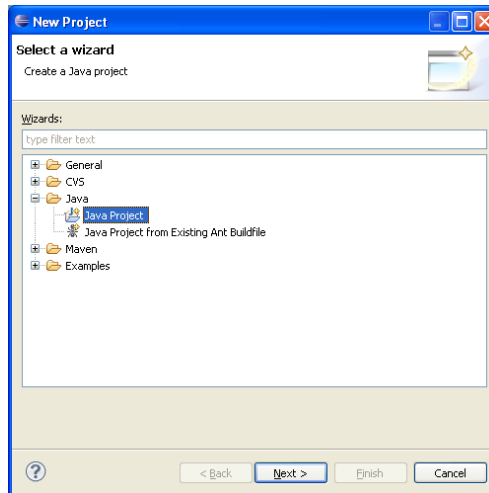 New Project
Select a wizard
Create a Java project
Wizards:
type filter text
General
CVS
Java
Java Project
Java Project from Existing Ant Buildfile
Maven
Examples
< Back Next > Finish Cancel